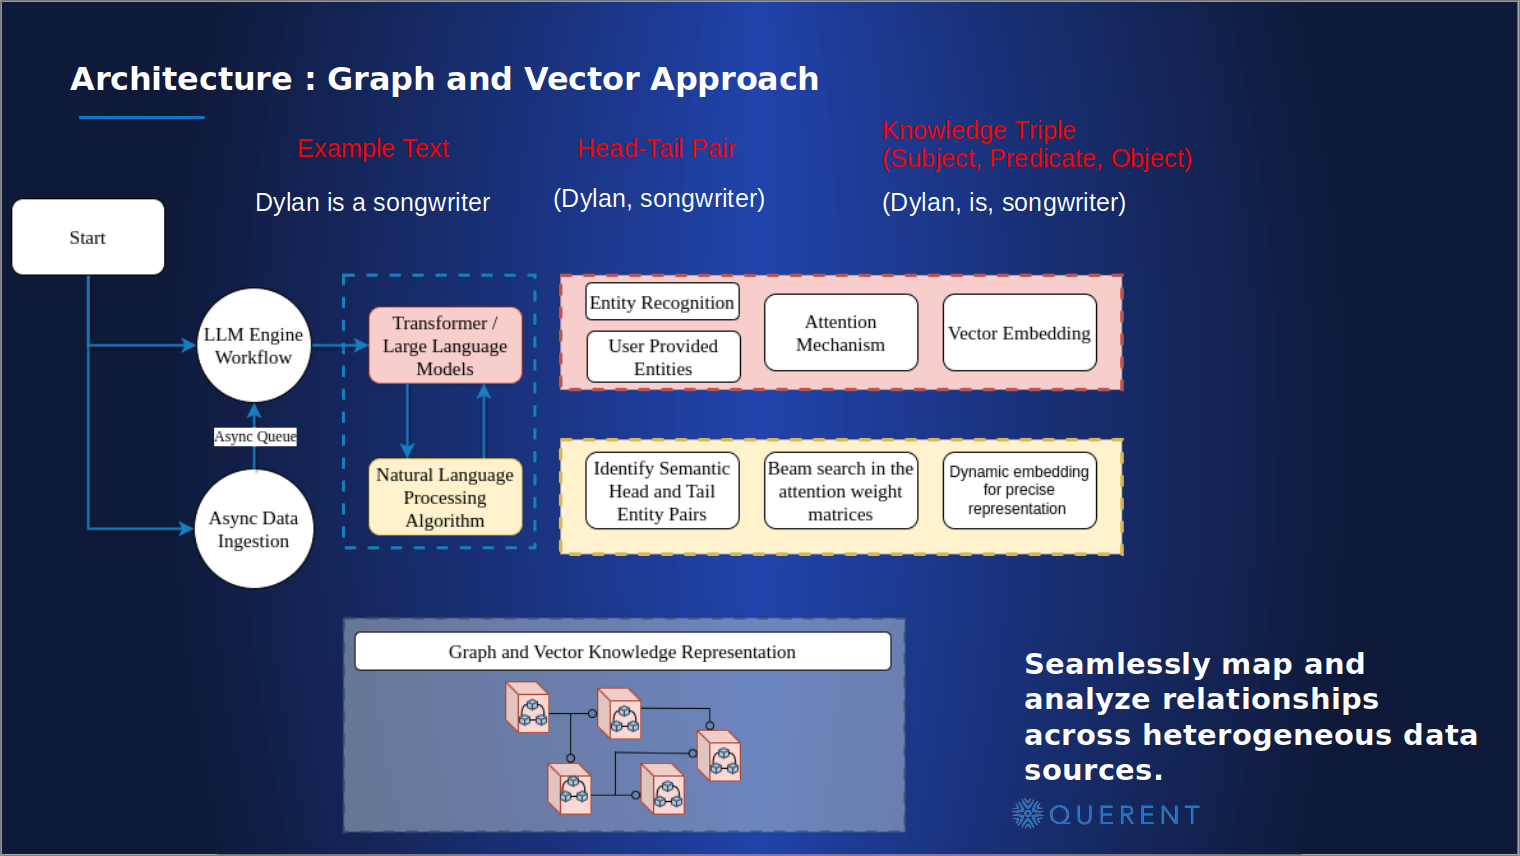 Architecture : Graph and Vector Approach
Example Text
Head-Tail Pair
Knowledge Triple
(Subject, Predicate, Object)
Dylan is a songwriter
(Dylan, songwriter)
(Dylan, is, songwriter)
Start
LLM Engine
Workflow
Async Queue
Async Data
Ingestion
Transformer /
Large Language
Models
Natural Language
Processing
Algorithm
Entity Recognition
User Provided
Entities
Attention
Mechanism
Vector Embedding
Identify Semantic
Head and Tail
Entity Pairs
Beam search in the
attention weight
matrices
Dynamic embedding
for precise
representation
Graph and Vector Knowledge Representation
Seamlessly map and
analyze relationships
across heterogeneous data
sources.
QUERENT